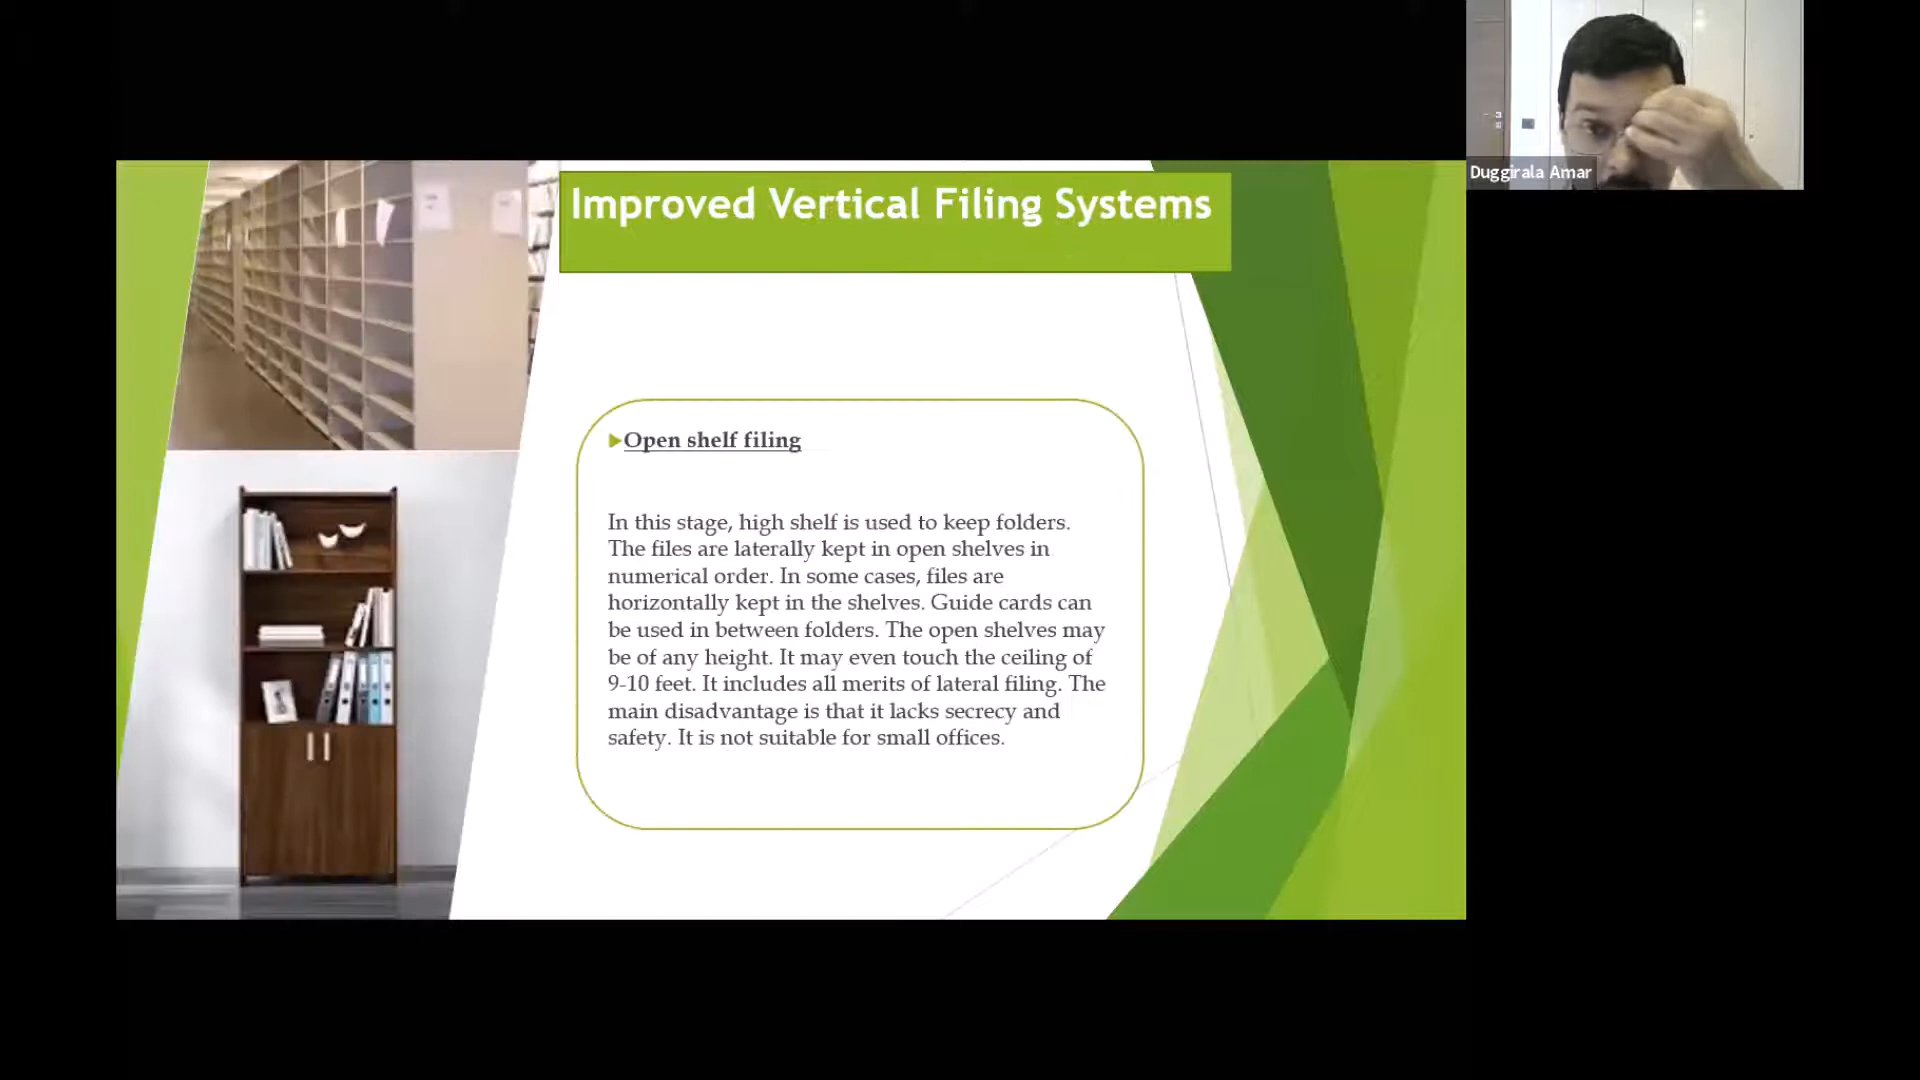 Improved Vertical Filing Systems
Duggirala Amar
Open shelf filing
In this stage, high shelf is used to keep folders.
The files are laterally kept in open shelves in
numerical order. In some cases, files are
horizontally kept in the shelves. Guide cards can
be used in between folders. The open shelves may
be of any height. It may even touch the ceiling of
9-10 feet. It includes all merits of lateral filing. The
main disadvantage is that it lacks secrecy and
safety. It is not suitable for small offices.